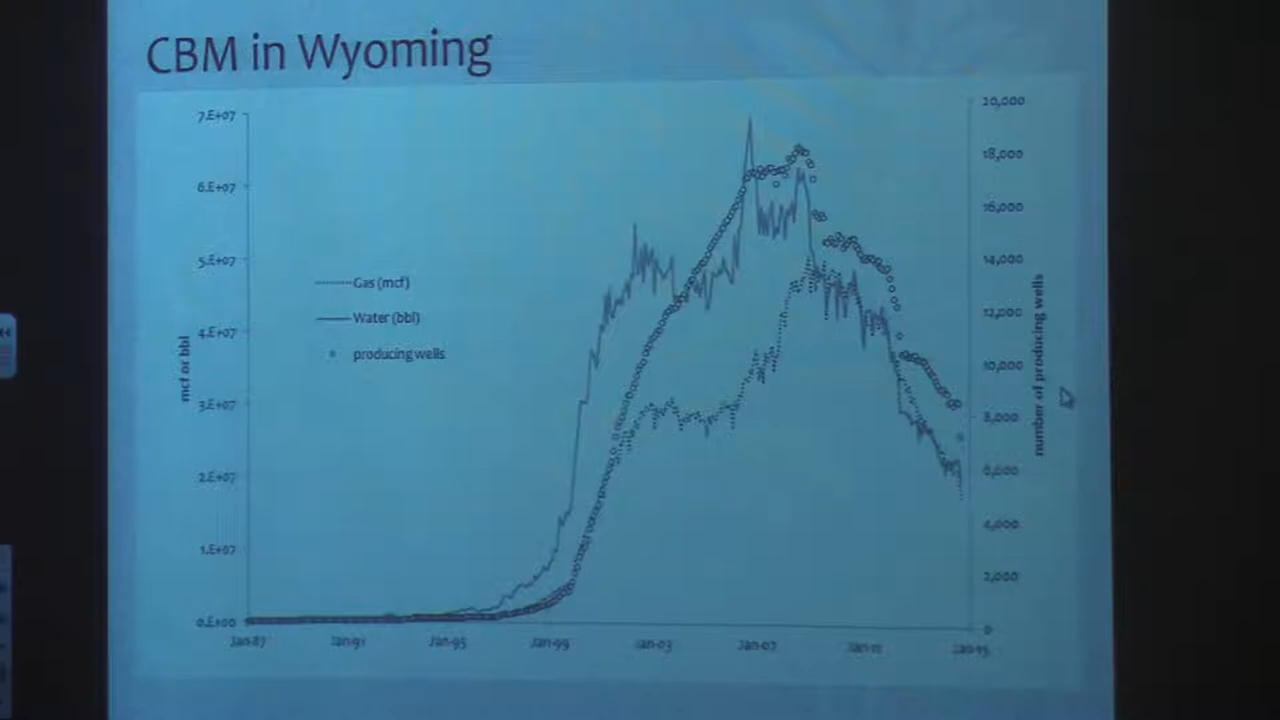 CBM in Wyoming
7.E+07
6.E+07
5.E+07
4.E+07
3.E+07
2.E+07
1.E+07
0.E+00
mcf or bbl
Gas (mcf)
Water (bbl)
producing wells
20,000
18,000
16,000
14,000
12,000
10,000
8,000
6,000
4,000
2,000
0
number of producing wells
Jan-87 Jan-91 Jan-95 Jan-99 Jan-03 Jan-07 Jan-11 Jan-15